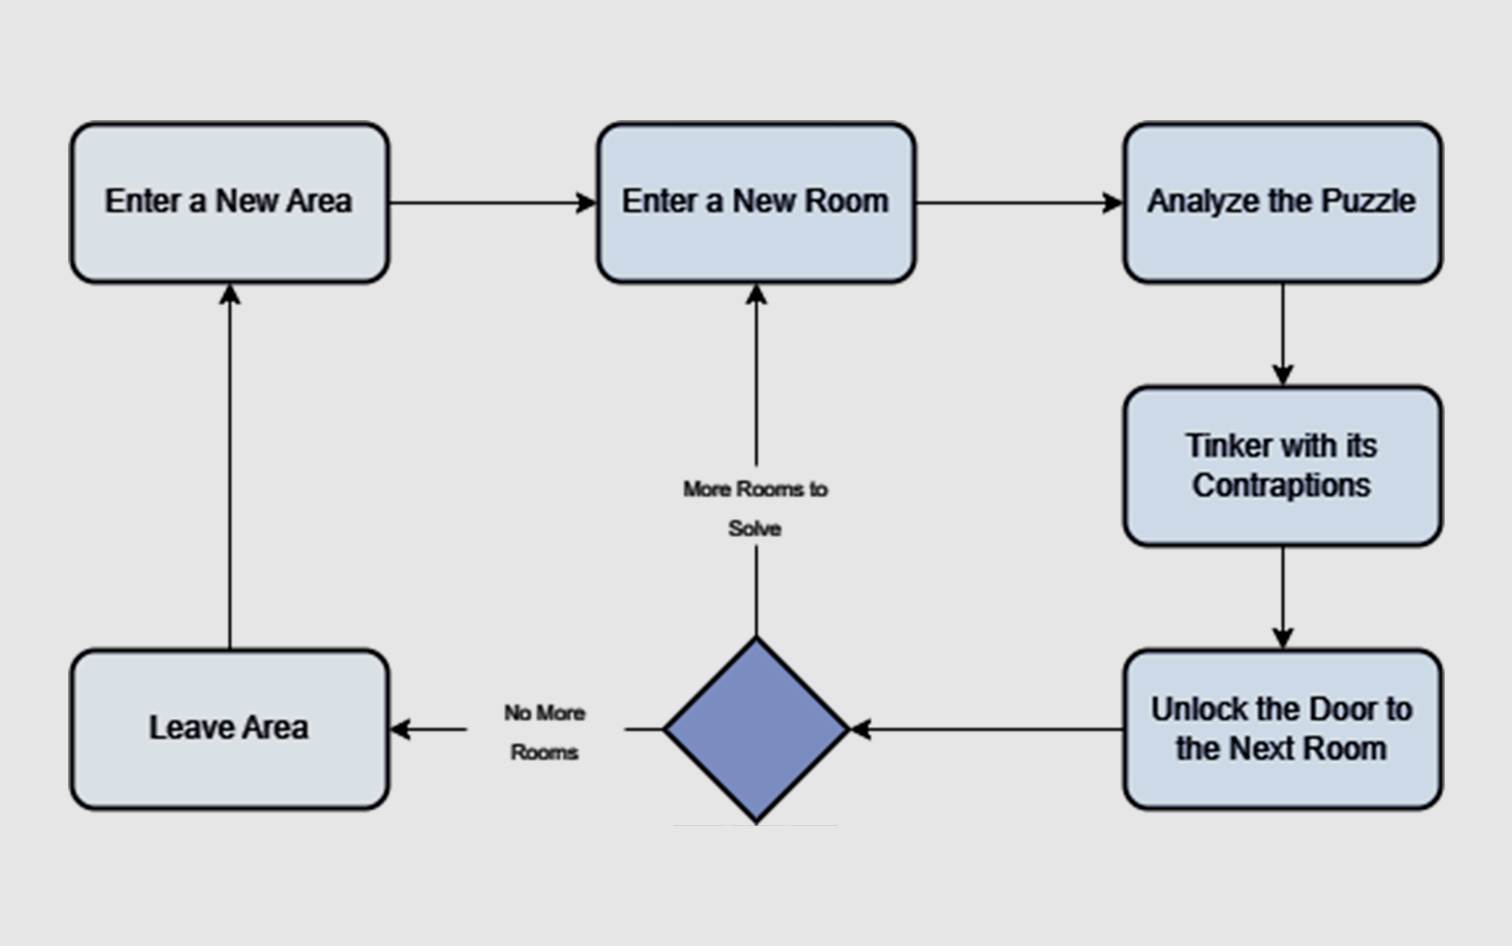 Enter a New Area
Enter a New Room
Analyze the Puzzle
Tinker with its
Contraptions
More Rooms to
Solve
Leave Area
No More
Rooms
Unlock the Door to
the Next Room